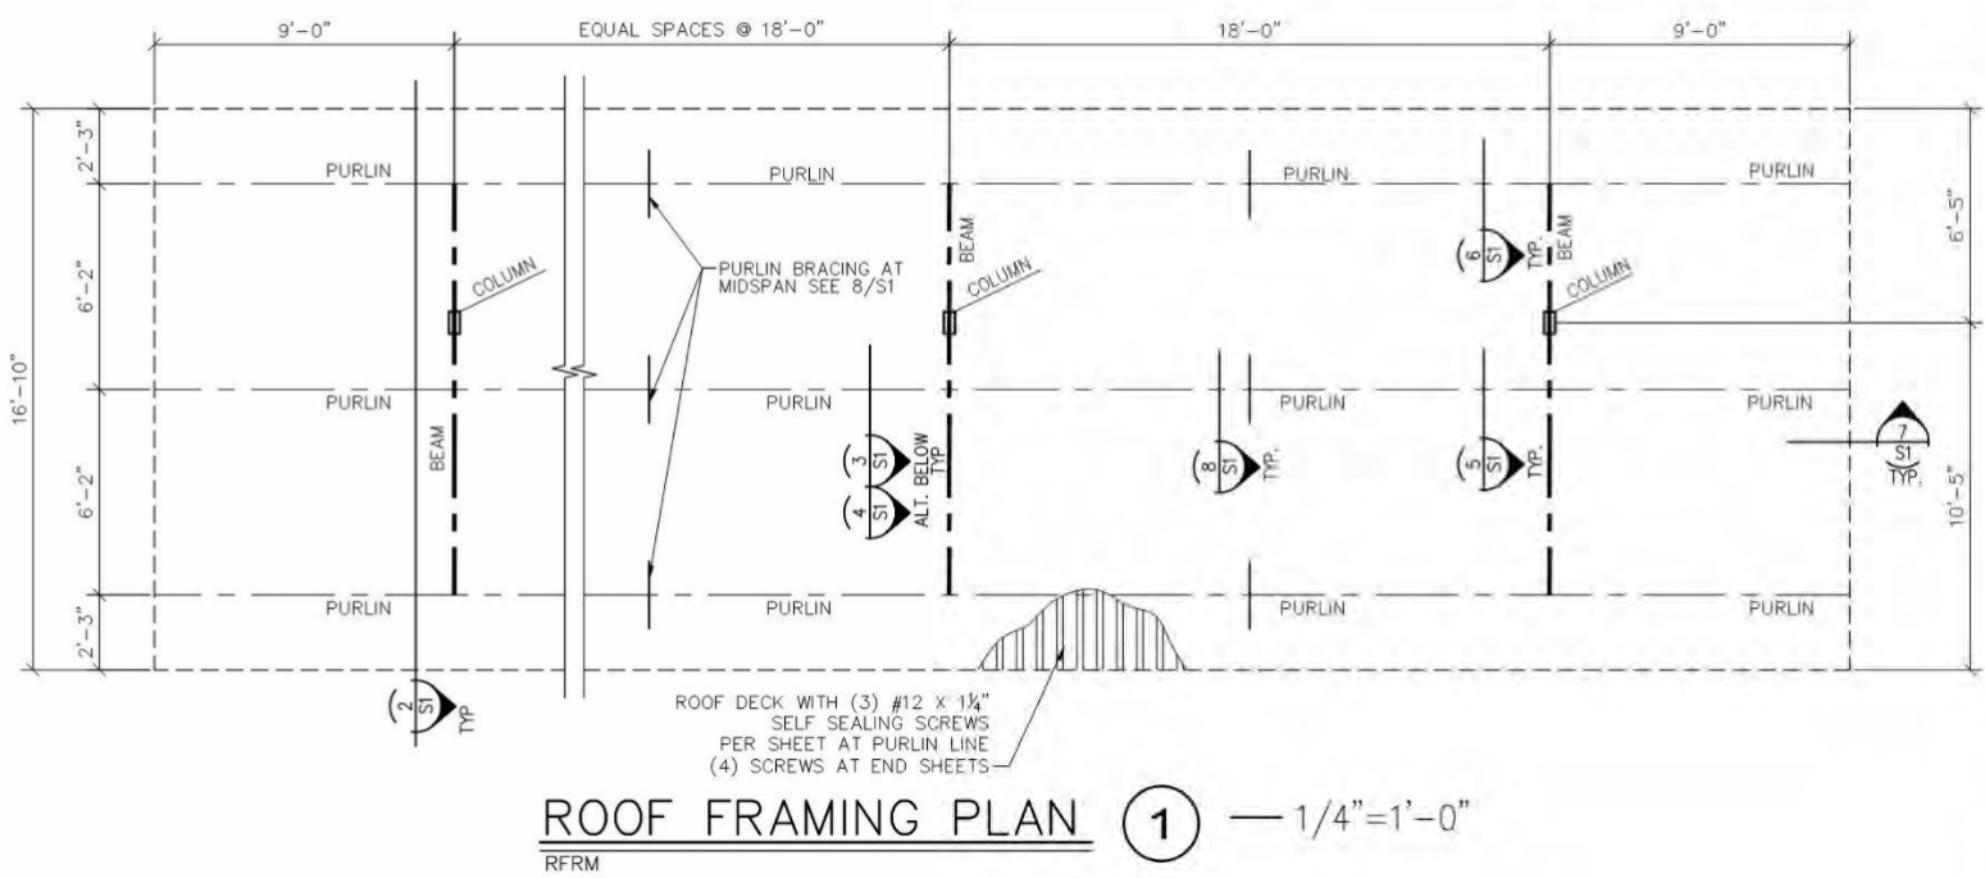 9'-0"
EQUAL SPACES @ 18'-0"
18'-0"
9'-0"
2'-3"
6'-2"
6'-2"
2'-3"
16'-10"
6'-5"
10'-5"
PURLIN
PURLIN
PURLIN
PURLIN
BEAM
BEAM
COLUMN
COLUMN
COLUMN
PURLIN BRACING AT
MIDSPAN SEE 8/S1
6
S1
TYP.
PURLIN
PURLIN
PURLIN
PURLIN
BEAM
3
S1
TYP
4
S1
ALT. BELOW
8
S1
TYP.
5
S1
TYP.
7
S1
TYP.
PURLIN
PURLIN
PURLIN
PURLIN
2
S1
TYP
ROOF DECK WITH (3) #12 X 1¼"
SELF SEALING SCREWS
PER SHEET AT PURLIN LINE
(4) SCREWS AT END SHEETS
ROOF FRAMING PLAN 1 — 1/4"=1'-0"
RFRM